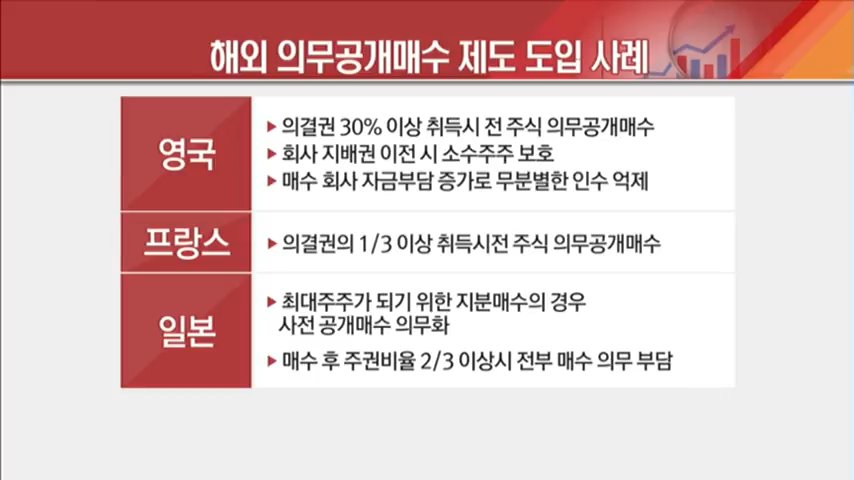 해외 의무공개매수 제도 도입 사례
영국
▶ 의결권 30% 이상 취득시 전 주식 의무공개매수
▶ 회사 지배권 이전 시 소수주주 보호
▶ 매수 회사 자금부담 증가로 무분별한 인수 억제
프랑스
▶ 의결권의 1/3 이상 취득시전 주식 의무공개매수
일본
▶ 최대주주가 되기 위한 지분매수의 경우
사전 공개매수 의무화
▶ 매수 후 주권비율 2/3 이상시 전부 매수 의무 부담